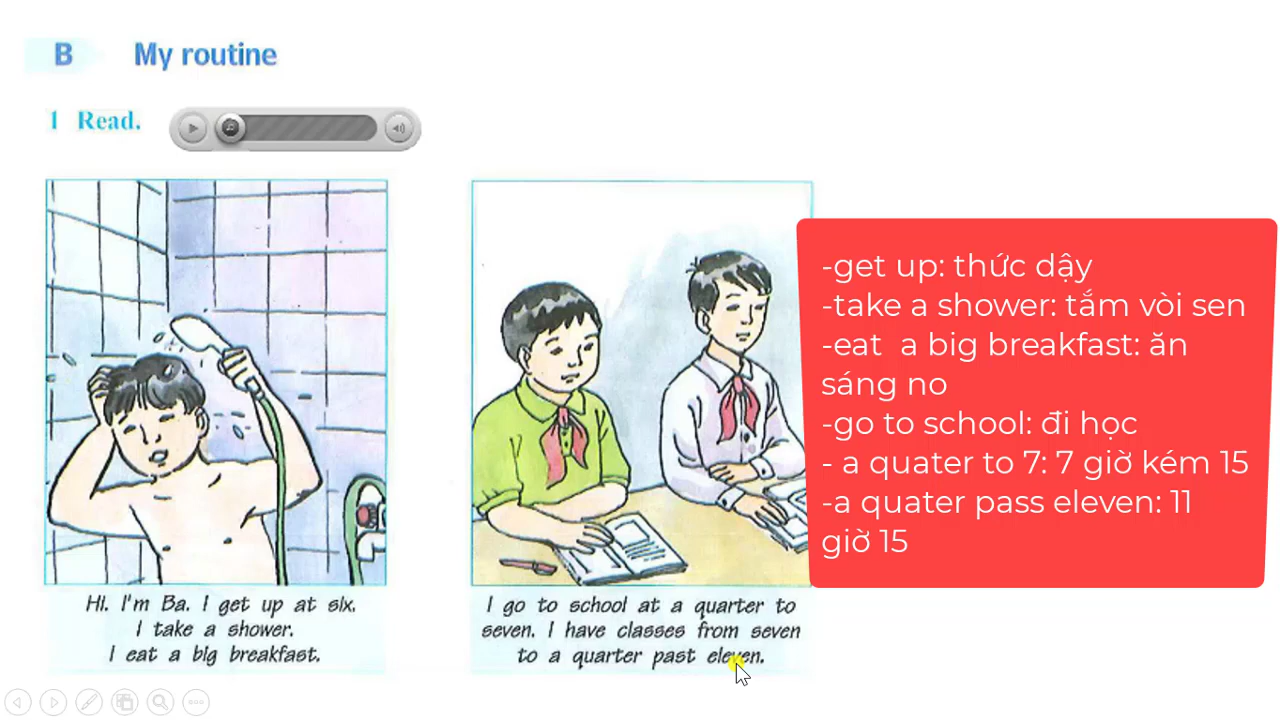 B My routine
1 Read.
Hi. I'm Ba. I get up at six.
I take a shower.
I eat a big breakfast.
I go to school at a quarter to
seven. I have classes from seven
to a quarter past eleven.
-get up: thức dậy
-take a shower: tắm vòi sen
-eat a big breakfast: ăn
sáng no
-go to school: đi học
- a quater to 7: 7 giờ kém 15
-a quater pass eleven: 11
giờ 15